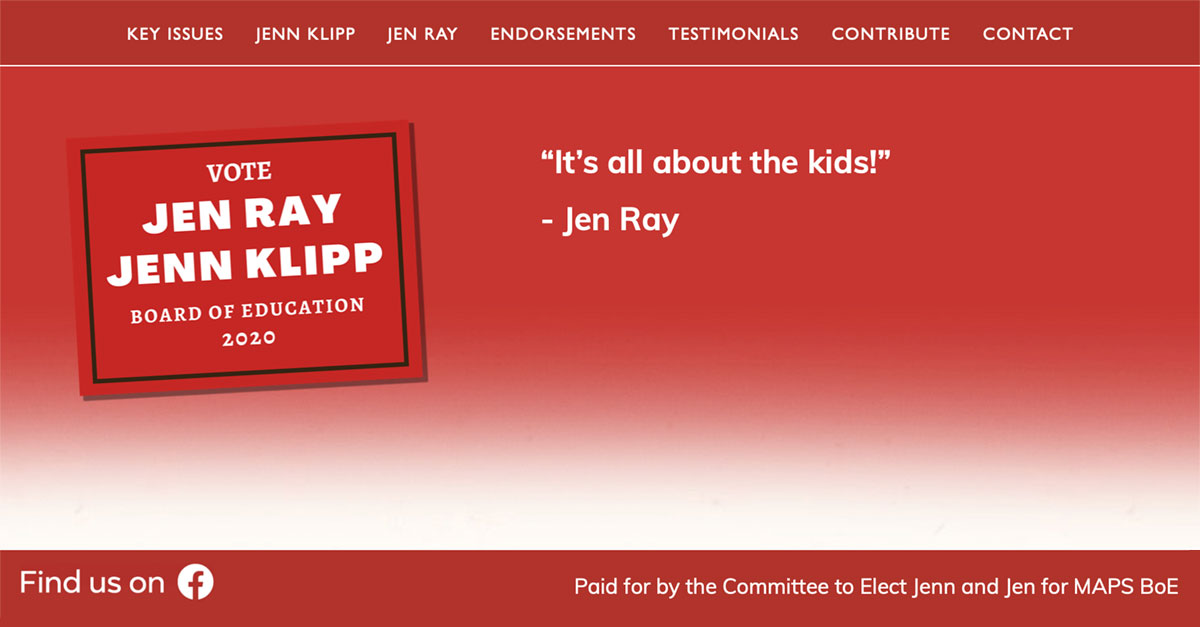 KEY ISSUES JENN KLIPP JEN RAY ENDORSEMENTS TESTIMONIALS CONTRIBUTE CONTACT
VOTE
JEN RAY
JENN KLIPP
BOARD OF EDUCATION
2020
“It’s all about the kids!”
- Jen Ray
Find us on
Paid for by the Committee to Elect Jenn and Jen for MAPS BoE